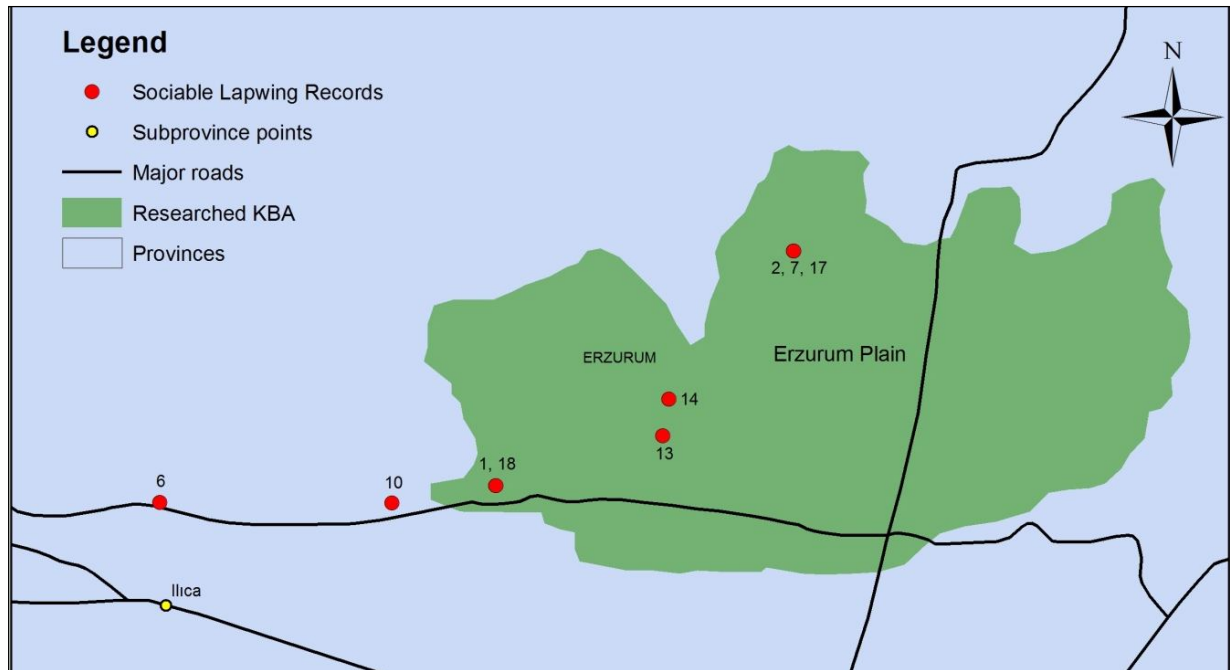 Legend
Sociable Lapwing Records
Subprovince points
Major roads
Researched KBA
Provinces
N
2, 7, 17
ERZURUM
Erzurum Plain
14
13
1, 18
10
6
Ilıca